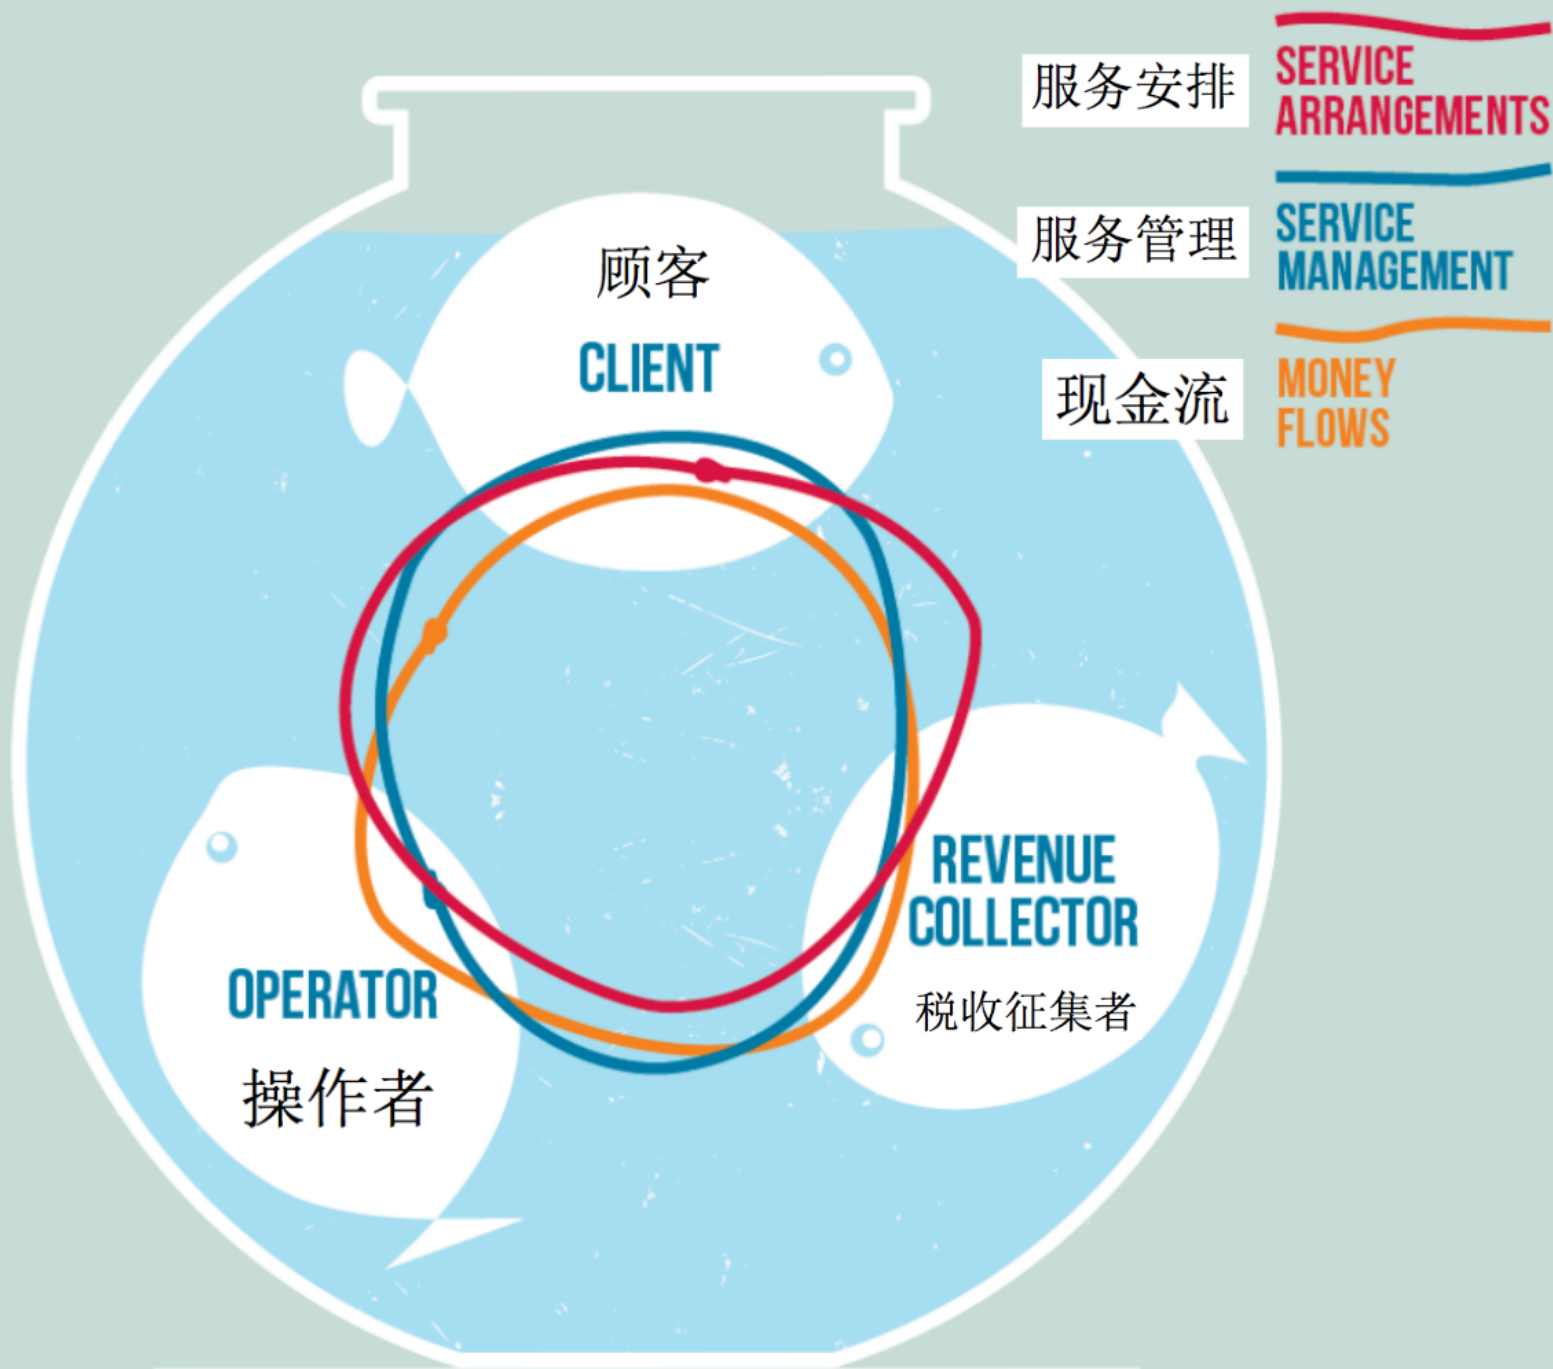 服务安排
SERVICE
ARRANGEMENTS
服务管理
SERVICE
MANAGEMENT
现金流
MONEY
FLOWS
顾客
CLIENT
REVENUE
COLLECTOR
税收征集者
OPERATOR
操作者